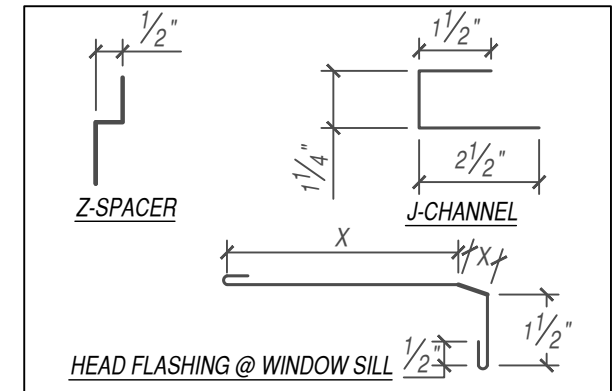 1/2"
1 1/2"
1 1/4"
2 1/2"
Z-SPACER
J-CHANNEL
X
X
1 1/2"
1/2"
HEAD FLASHING @ WINDOW SILL